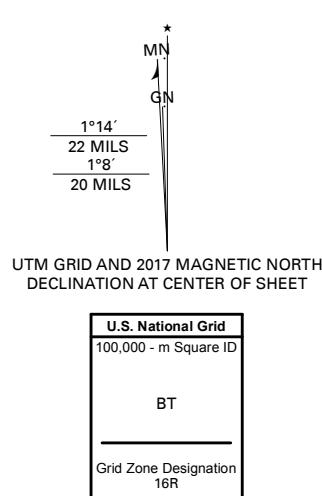 MN
GN
1°14´
22 MILS
1°8´
20 MILS
UTM GRID AND 2017 MAGNETIC NORTH
DECLINATION AT CENTER OF SHEET
U.S. National Grid
100,000 - m Square ID
BT
Grid Zone Designation
16R